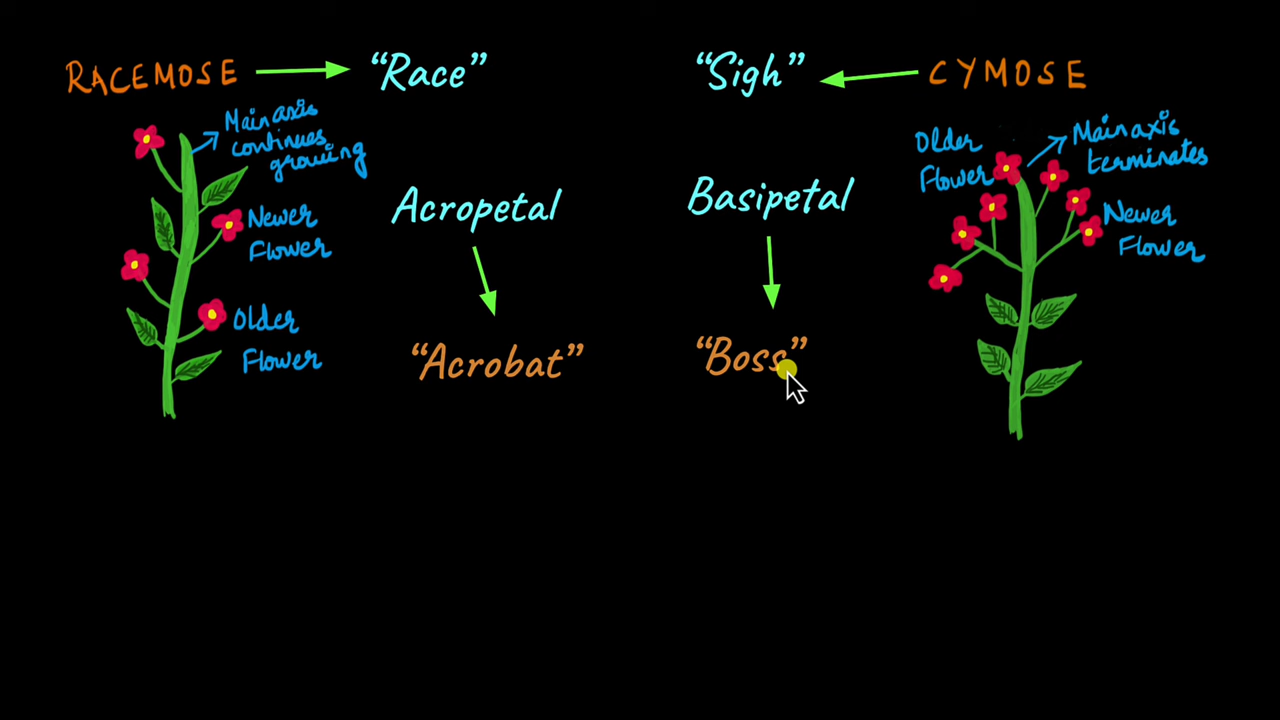 RACEMOSE
“Race”
“Sigh”
CYMOSE
Main axis
continues
growing
Older
Flower
Main axis
terminates
Acropetal
Basipetal
Newer
Flower
Newer
Flower
Older
Flower
“Acrobat”
“Boss”